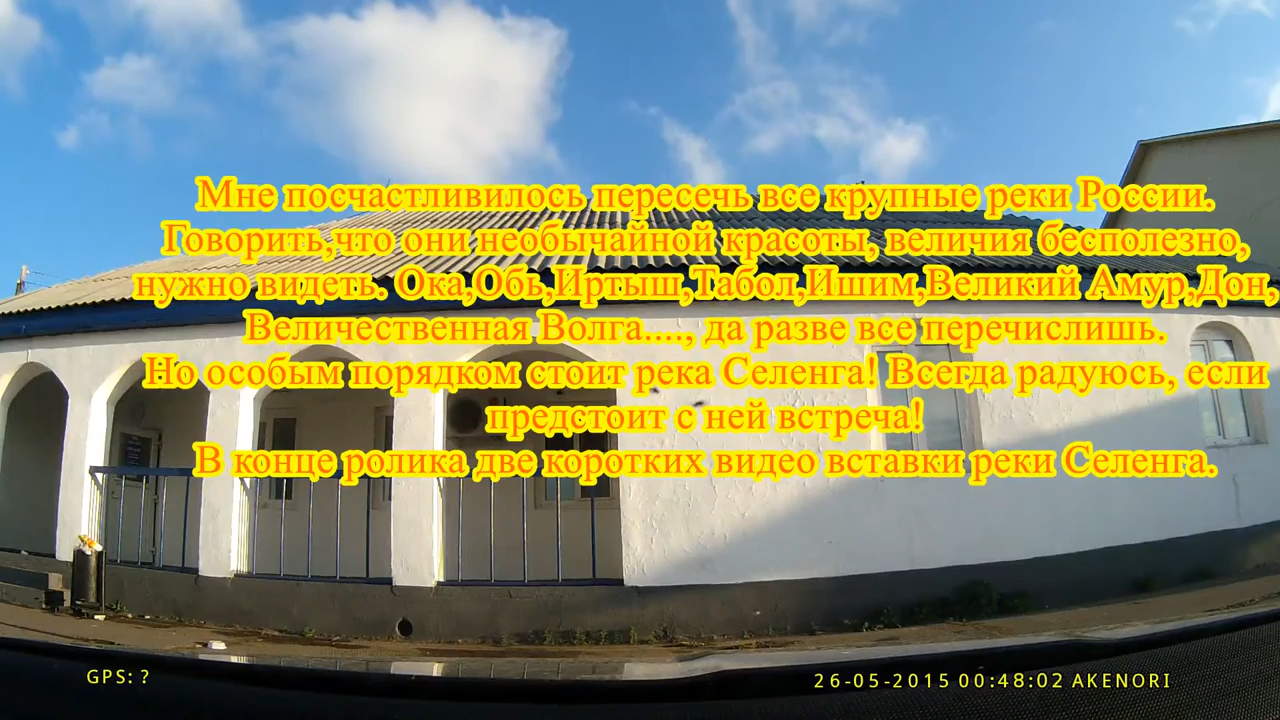 Мне посчастливилось пересечь все крупные реки России.
Говорить,что они необычайной красоты, величия бесполезно,
нужно видеть. Ока,Обь,Иртыш,Табол,Ишим,Великий Амур,Дон,
Величественная Волга...., да разве все перечислишь.
Но особым порядком стоит река Селенга! Всегда радуюсь, если
предстоит с ней встреча!
В конце ролика две коротких видео вставки реки Селенга.
GPS: ?
26-05-2015 00:48:02 AKENORI